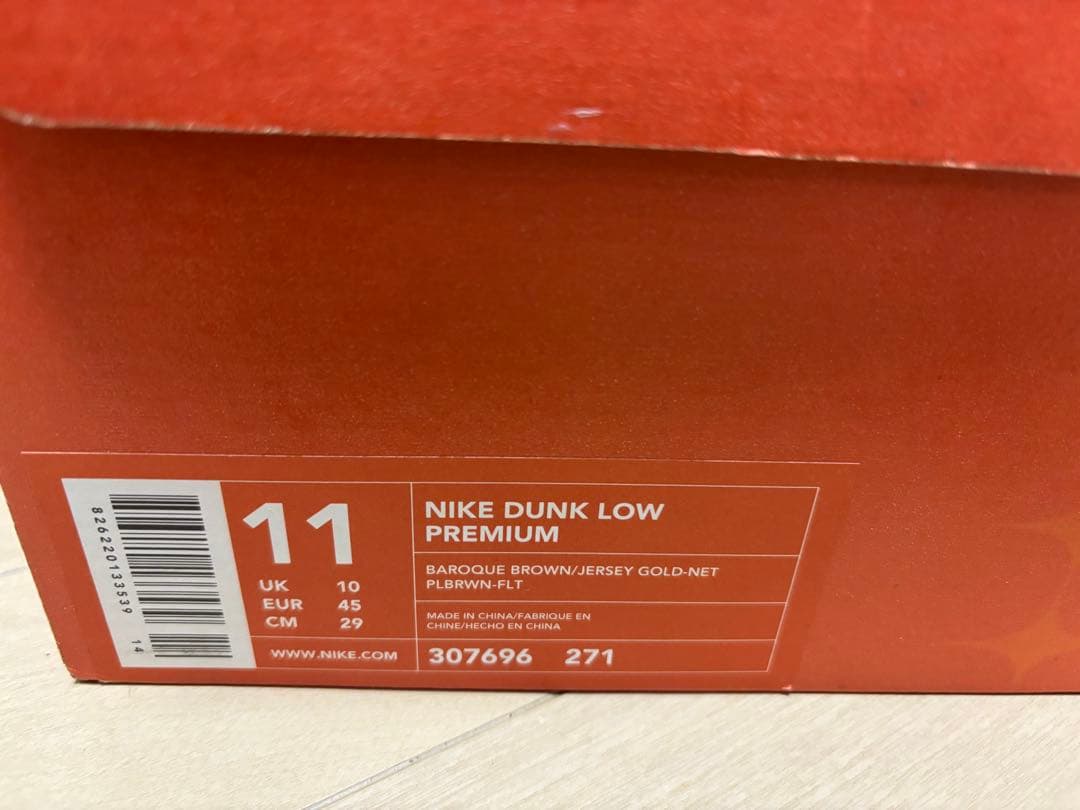 826220133539 14
11
UK 10
EUR 45
CM 29
WWW.NIKE.COM
NIKE DUNK LOW
PREMIUM
BAROQUE BROWN/JERSEY GOLD-NET
PLBRWN-FLT
MADE IN CHINA/FABRIQUE EN
CHINE/HECHO EN CHINA
307696 271